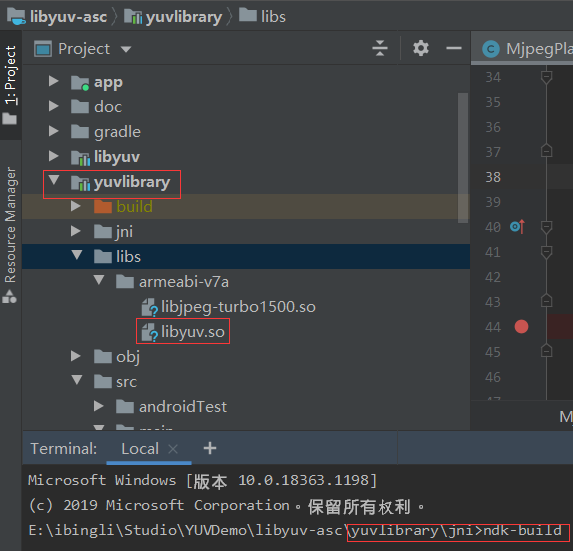 libyuv-asc yuvlibrary libs
1: Project
Resource Manager
Project
app
doc
gradle
libyuv
yuvlibrary
build
jni
libs
armeabi-v7a
libjpeg-turbo1500.so
libyuv.so
obj
src
androidTest
main
MjpegPla
34
35
36
37
38
39
40
41
42
43
44
45
46
47
M
Terminal: Local × +
Microsoft Windows [版本 10.0.18363.1198]
(c) 2019 Microsoft Corporation。保留所有权利。
E:\ibingli\Studio\YUVDemo\libyuv-asc\yuvlibrary\jni>ndk-build